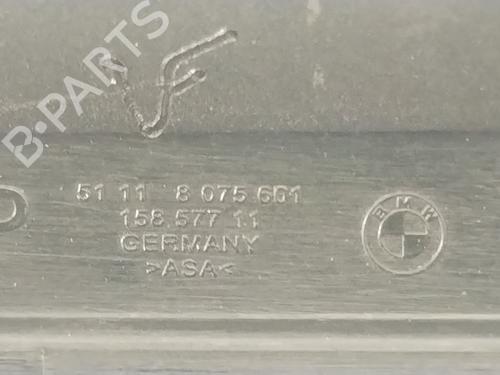 B-PARTS
51 11 8 075 601
158 577 11
GERMANY
>ASA<
BMW